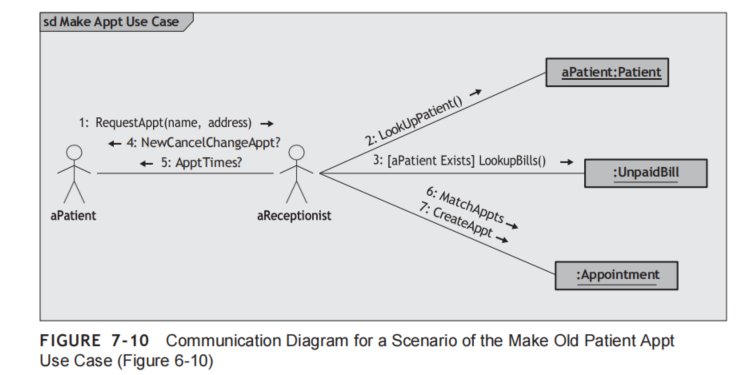 sd Make Appt Use Case
aPatient:Patient
1: RequestAppt(name, address)
2: LookUpPatient()
4: NewCancelChangeAppt?
5: ApptTimes?
3: [aPatient Exists] LookupBills()
:UnpaidBill
6: MatchAppts
7: CreateAppt
aPatient
aReceptionist
:Appointment
FIGURE 7-10 Communication Diagram for a Scenario of the Make Old Patient Appt
Use Case (Figure 6-10)